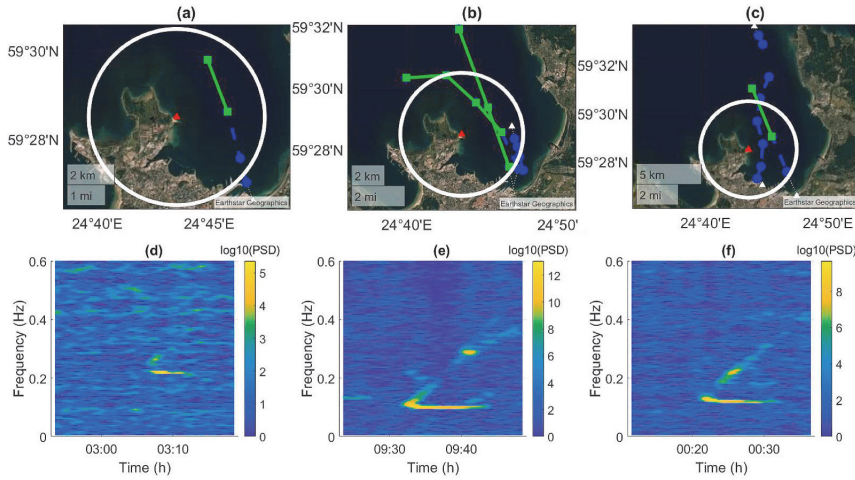 (a)
(b)
(c)
59°30'N
59°28'N
2 km
1 mi
Earthstar Geographics
24°40'E
24°45'E
59°32'N
59°30'N
59°28'N
2 km
2 mi
Earthstar Geographics
24°40'E
24°50'E
59°32'N
59°30'N
59°28'N
5 km
2 mi
Earthstar Geographics
24°40'E
24°50'E
(d)
log10(PSD)
Frequency (Hz)
0.6
0.4
0.2
0
5
4
3
2
1
0
03:00
03:10
Time (h)
(e)
log10(PSD)
Frequency (Hz)
0.6
0.4
0.2
0
12
10
8
6
4
2
0
09:30
09:40
Time (h)
(f)
log10(PSD)
Frequency (Hz)
0.6
0.4
0.2
0
8
6
4
2
0
00:20
00:30
Time (h)